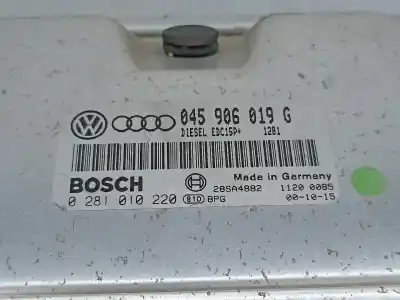 045 906 019 G
DIESEL EDC15P+ 1281
Made in Germany
BOSCH 28SA4882 1120 0085
0 281 010 220 BPG 00-10-15